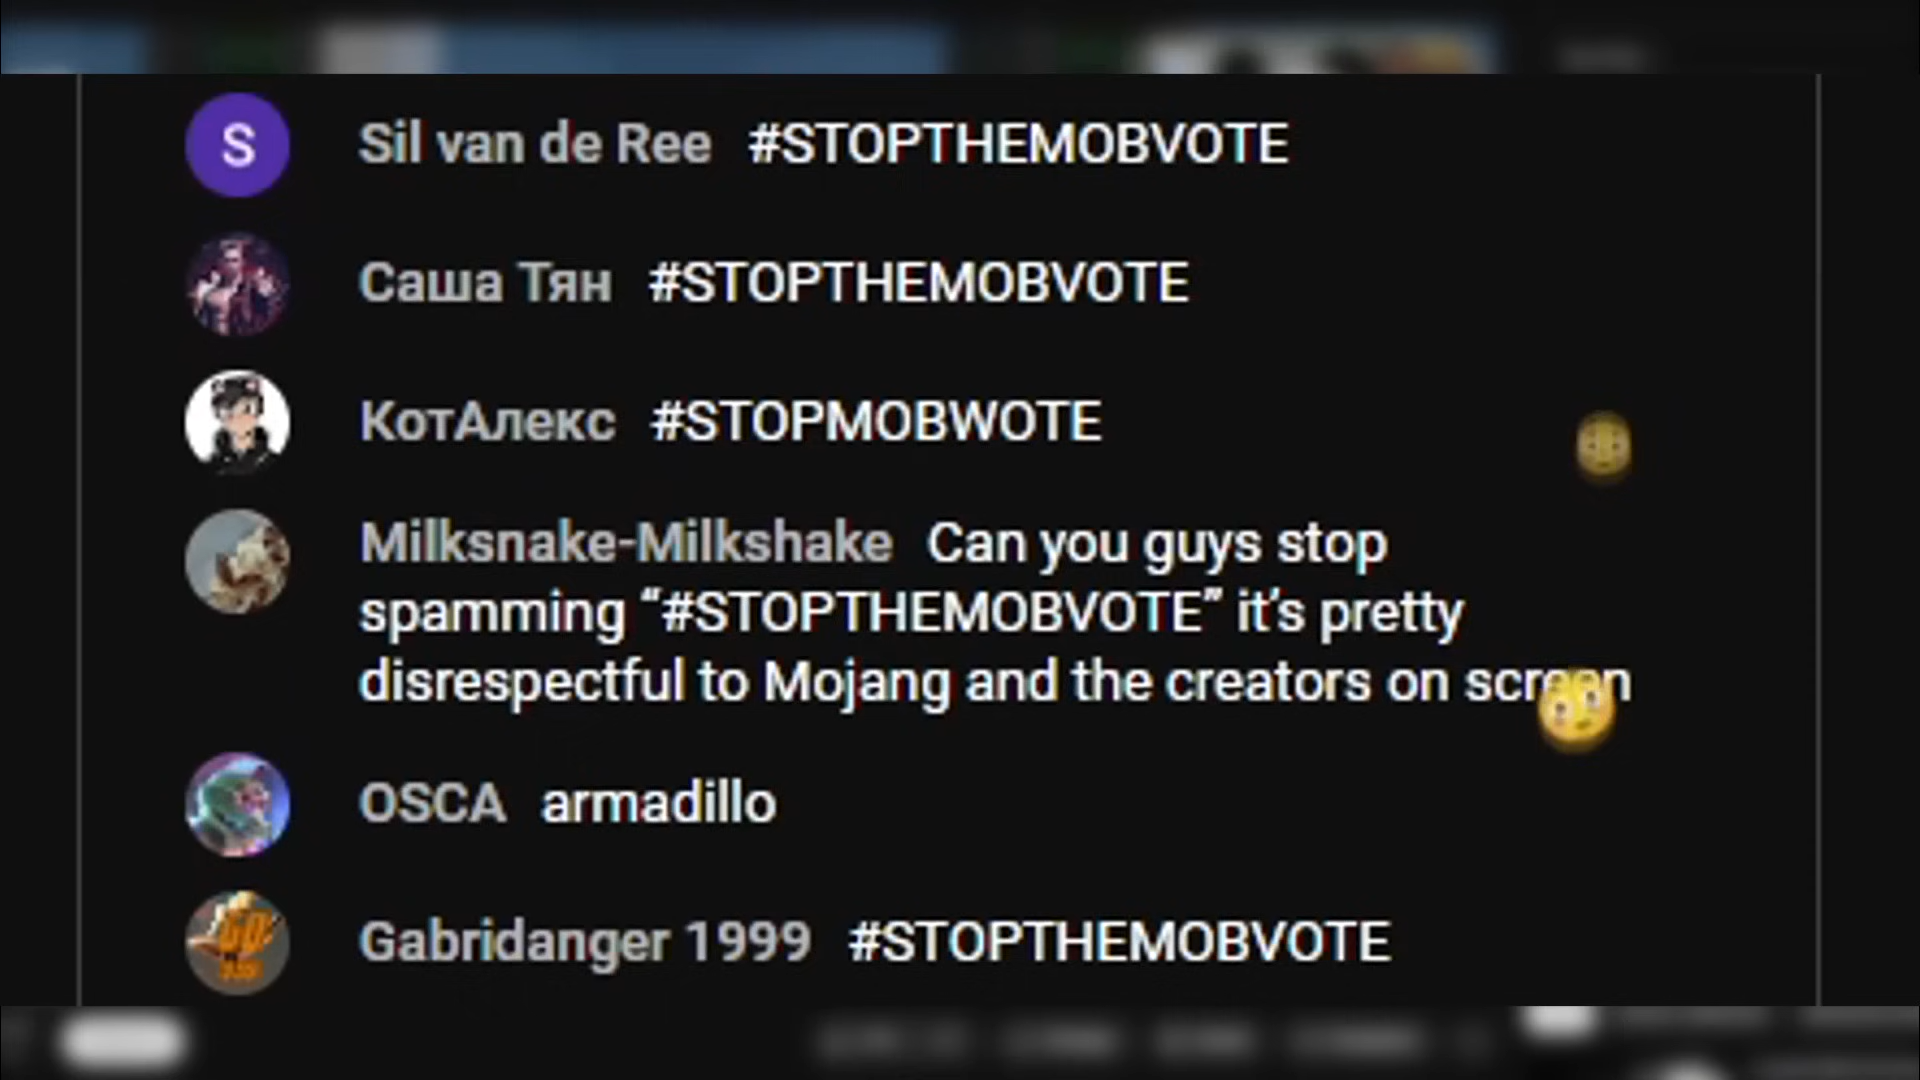 S
Sil van de Ree #STOPTHEMOBVOTE
Саша Тян #STOPTHEMOBVOTE
КотАлекс #STOPMOBWOTE
Milksnake-Milkshake Can you guys stop
spamming “#STOPTHEMOBVOTE” it’s pretty
disrespectful to Mojang and the creators on screen
OSCA armadillo
GD!
Gabridanger 1999 #STOPTHEMOBVOTE